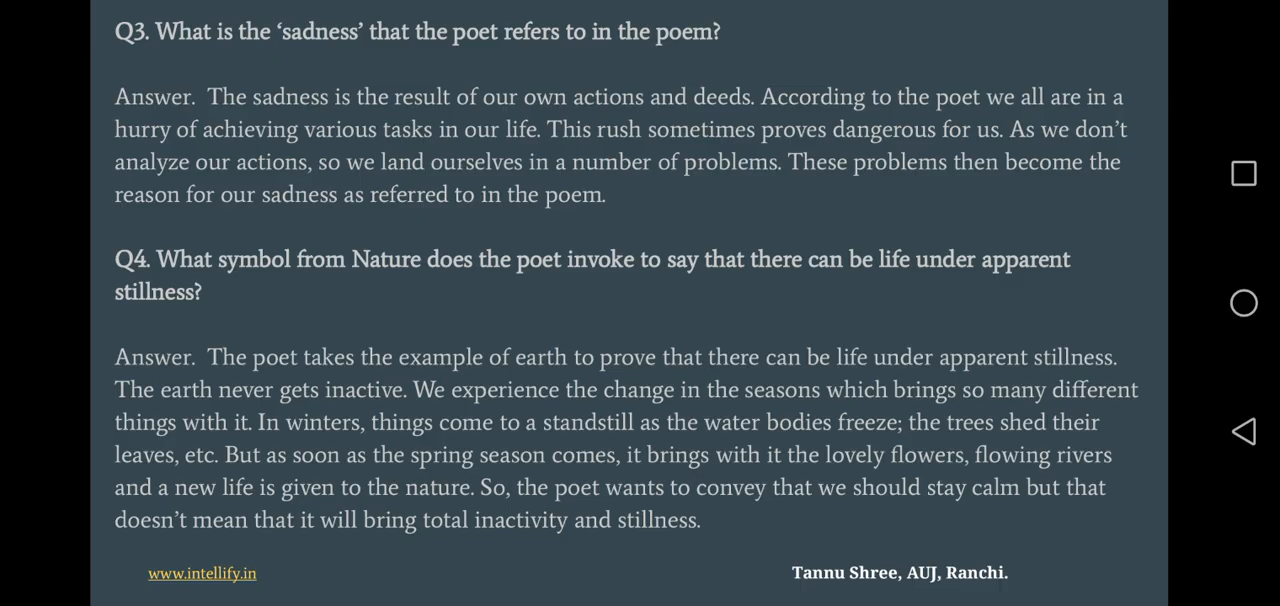 Q3. What is the ‘sadness’ that the poet refers to in the poem?
Answer. The sadness is the result of our own actions and deeds. According to the poet we all are in a
hurry of achieving various tasks in our life. This rush sometimes proves dangerous for us. As we don’t
analyze our actions, so we land ourselves in a number of problems. These problems then become the
reason for our sadness as referred to in the poem.
Q4. What symbol from Nature does the poet invoke to say that there can be life under apparent
stillness?
Answer. The poet takes the example of earth to prove that there can be life under apparent stillness.
The earth never gets inactive. We experience the change in the seasons which brings so many different
things with it. In winters, things come to a standstill as the water bodies freeze; the trees shed their
leaves, etc. But as soon as the spring season comes, it brings with it the lovely flowers, flowing rivers
and a new life is given to the nature. So, the poet wants to convey that we should stay calm but that
doesn’t mean that it will bring total inactivity and stillness.
www.intellify.in Tannu Shree, AUJ, Ranchi.